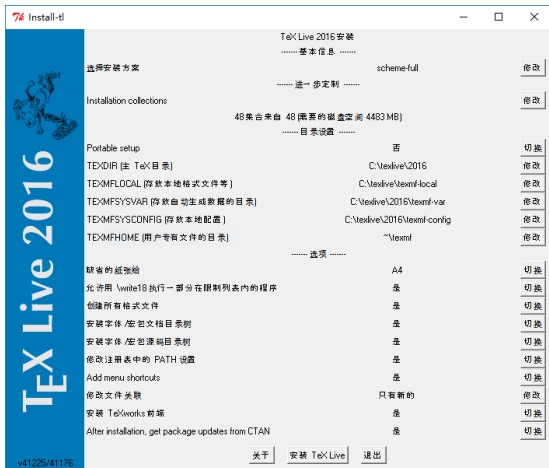 Install-tl
TeX Live 2016 安装
------- 基本信息 -------
选择安装方案 scheme-full 修改
------- 进一步定制 -------
Installation collections 修改
48集合来自 48 (需要的磁盘空间 4483 MB)
------- 目录设置 -------
Portable setup 否 切换
TEXDIR (主 TeX目录) C:\texlive\2016 修改
TEXMFLOCAL (存放本地格式文件等) C:\texlive\texmf-local 修改
TEXMFSYSVAR (存放自动生成数据的目录) C:\texlive\2016\texmf-var 修改
TEXMFSYSCONFIG (存放本地配置) C:\texlive\2016\texmf-config 修改
TEXMFHOME (用户专有文件的目录) ~\texmf 修改
------- 选项 -------
缺省的纸张给 A4 切换
允许用 \write18 执行一部分在限制列表内的程序 是 切换
创建所有格式文件 是 切换
安装字体/宏包文档目录树 是 切换
安装字体/宏包源码目录树 是 切换
修改注册表中的 PATH 设置 是 切换
Add menu shortcuts 是 切换
修改文件关联 只有新的 修改
安装 TeXworks 前端 是 切换
After installation, get package updates from CTAN 是 切换
关于 安装 TeX Live 退出
TEX Live 2016
v41225/41176